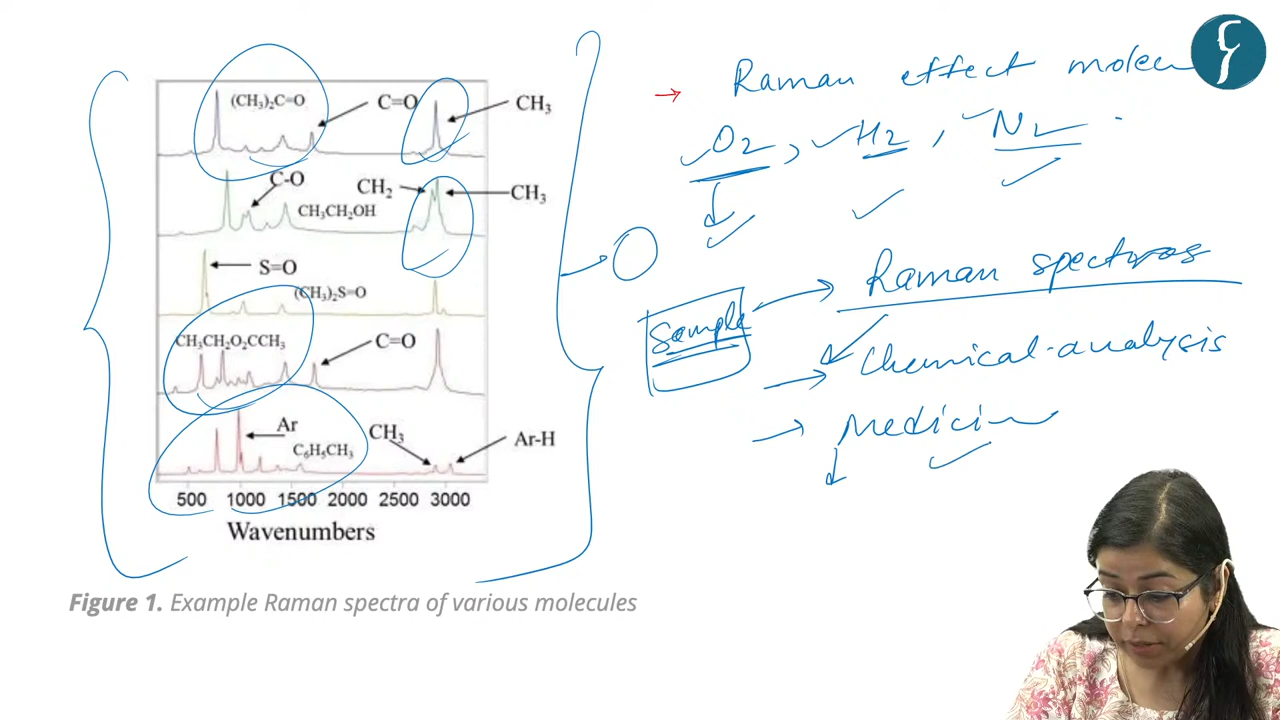 (CH₃)₂C=O
C=O
CH₃
C-O
CH₂
CH₃
CH₃CH₂OH
S=O
(CH₃)₂S=O
CH₃CH₂O₂CCH₃
C=O
Ar
CH₃
C₆H₅CH₃
Ar-H
500 1000 1500 2000 2500 3000
Wavenumbers
Figure 1. Example Raman spectra of various molecules
→ Raman effect molecu
O₂, H₂, N₂
Sample → Raman spectros
→ Chemical-analysis
→ Medicin